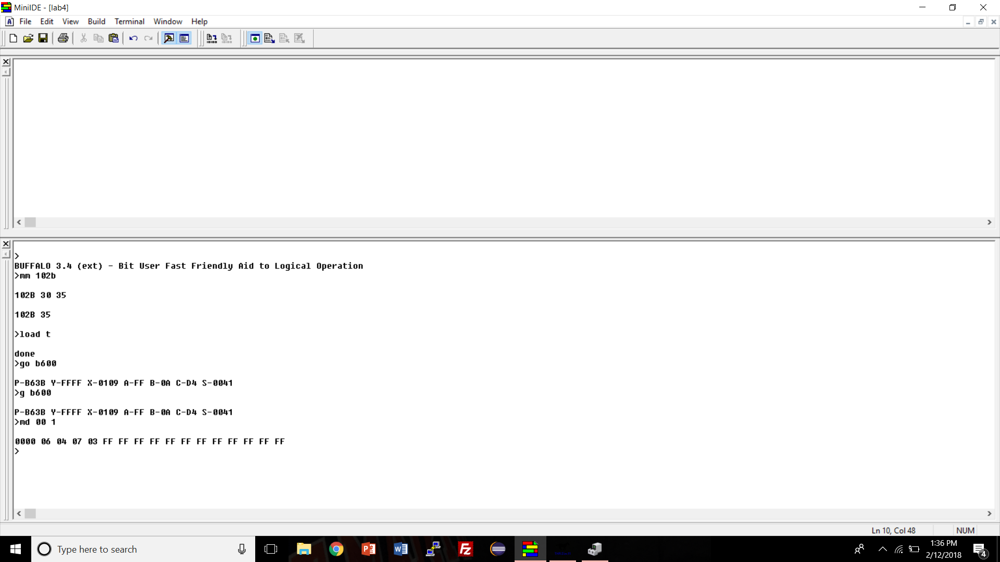 MiniIDE - [lab4]
File Edit View Build Terminal Window Help
>
BUFFALO 3.4 (ext) - Bit User Fast Friendly Aid to Logical Operation
>mm 102b
102B 30 35
102B 35
>load t
done
>go b600
P-B63B Y-FFFF X-0109 A-FF B-0A C-D4 S-0041
>g b600
P-B63B Y-FFFF X-0109 A-FF B-0A C-D4 S-0041
>md 00 1
0000 06 04 07 03 FF FF FF FF FF FF FF FF FF FF FF FF
>
Ln 10, Col 48 NUM
Type here to search
1:36 PM
2/12/2018
4